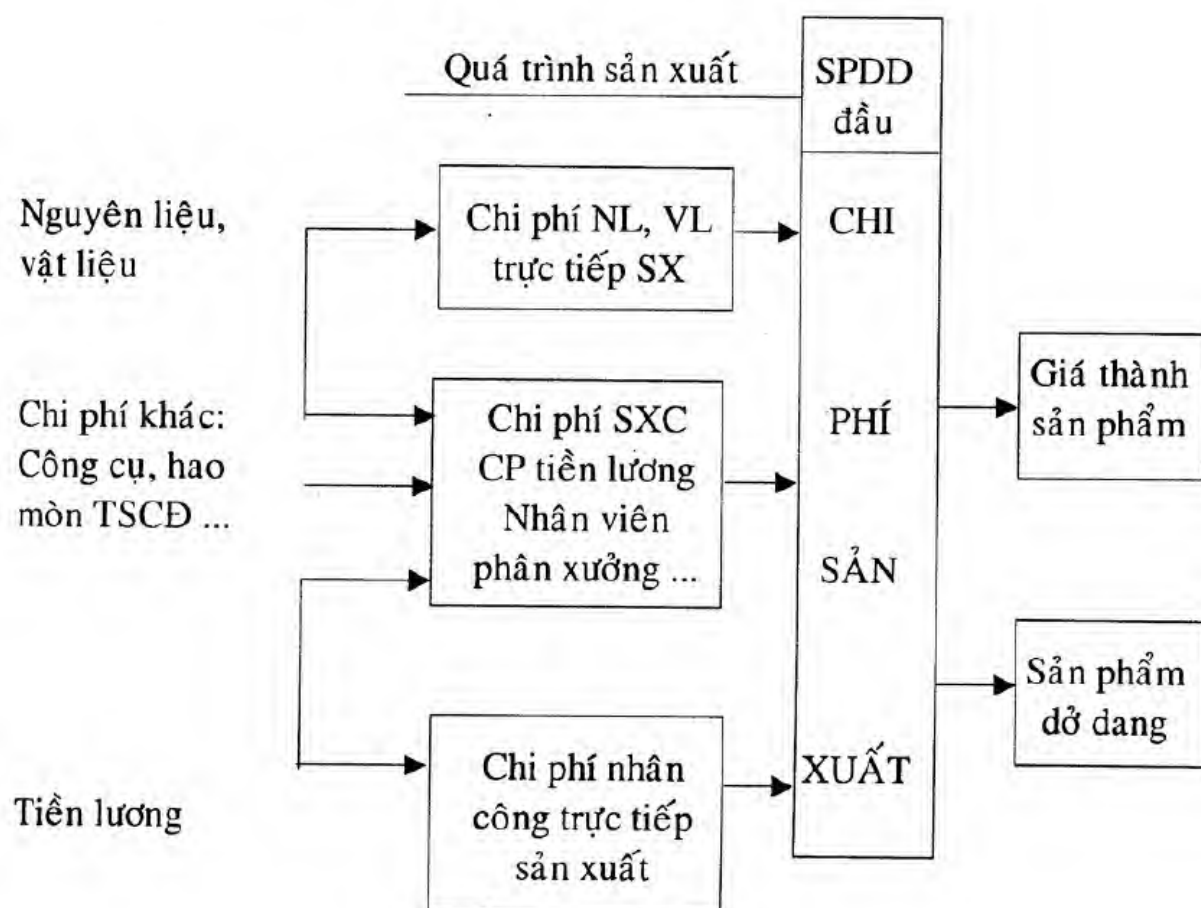 Quá trình sản xuất
SPDD
đầu
Nguyên liệu,
vật liệu
Chi phí NL, VL
trực tiếp SX
CHI
Chi phí khác:
Công cụ, hao
mòn TSCĐ ...
Chi phí SXC
CP tiền lương
Nhân viên
phân xưởng ...
PHÍ
SẢN
Giá thành
sản phẩm
Sản phẩm
dở dang
Tiền lương
Chi phí nhân
công trực tiếp
sản xuất
XUẤT